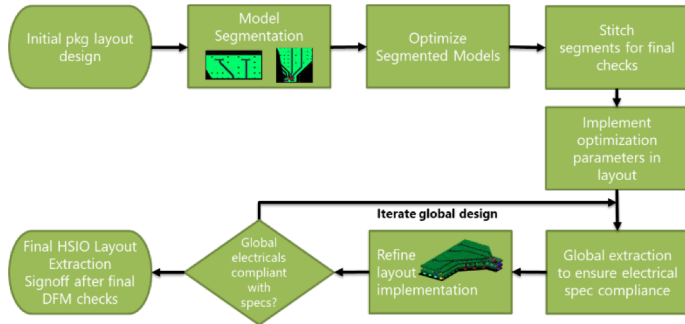 Initial pkg layout
design
Model
Segmentation
Optimize
Segmented Models
Stitch
segments for final
checks
Implement
optimization
parameters in
layout
Iterate global design
Final HSIO Layout
Extraction
Signoff after final
DFM checks
Global
electricals
compliant
with
specs?
Refine
layout
implementation
Global extraction
to ensure electrical
spec compliance